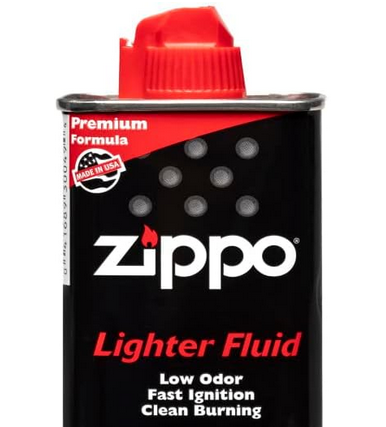 Premium
Formula
MADE IN USA
zippo®
Lighter Fluid
Low Odor
Fast Ignition
Clean Burning